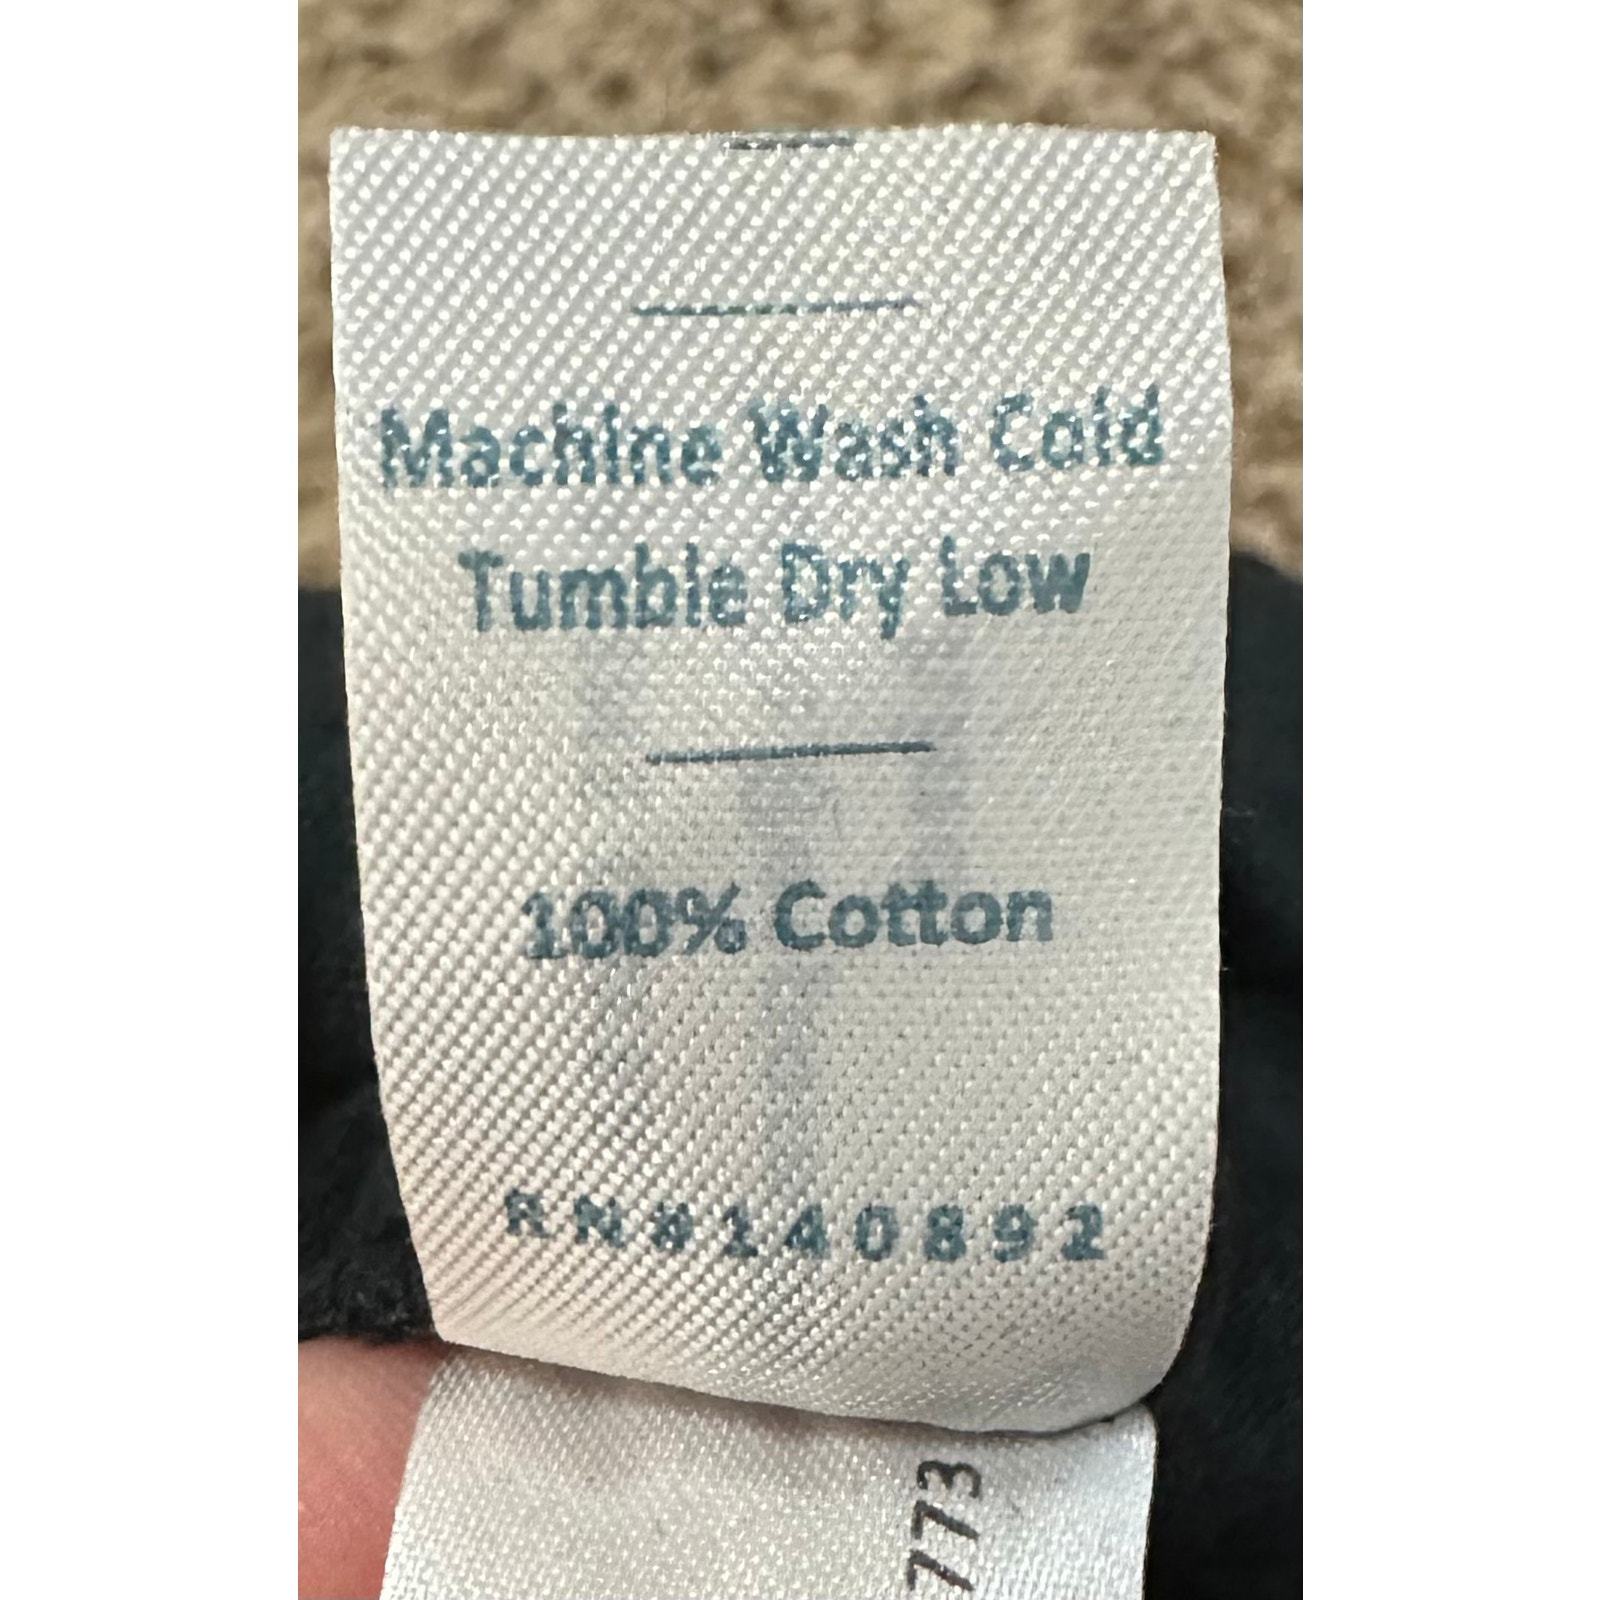 Machine Wash Cold
Tumble Dry Low
100% Cotton
RN#140892
773